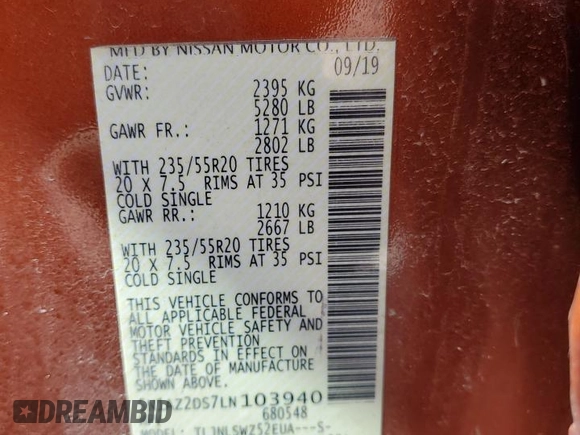 MFD BY NISSAN MOTOR CO., LTD.
DATE: 09/19
GVWR: 2395 KG
5280 LB
GAWR FR.: 1271 KG
2802 LB
WITH 235/55R20 TIRES
20 X 7.5 RIMS AT 35 PSI
COLD SINGLE
GAWR RR.: 1210 KG
2667 LB
WITH 235/55R20 TIRES
20 X 7.5 RIMS AT 35 PSI
COLD SINGLE
THIS VEHICLE CONFORMS TO
ALL APPLICABLE FEDERAL
MOTOR VEHICLE SAFETY AND
THEFT PREVENTION
STANDARDS IN EFFECT ON
THE DATE OF MANUFACTURE
SHOWN ABOVE.
AZ2DS7LN 103940
680548
MODEL: TLJNLSWZ52EUA---S-
© AUTOBIDMASTER